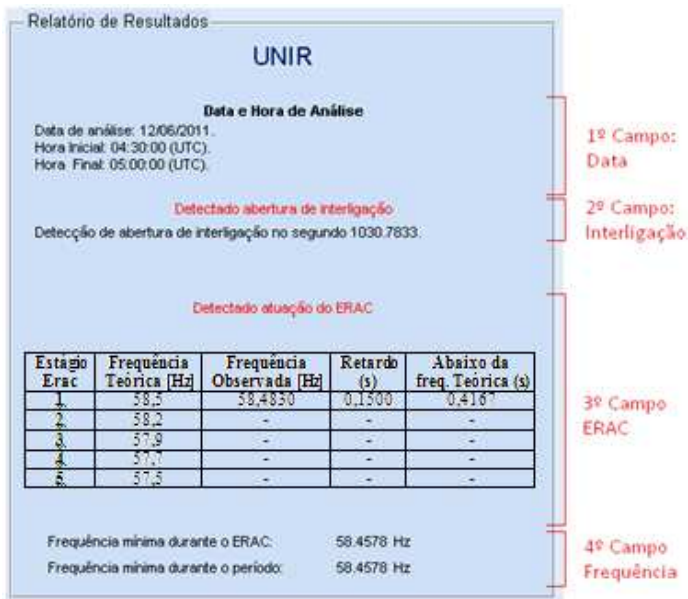 Relatório de Resultados
UNIR
Data e Hora de Análise
Data de análise: 12/06/2011.
Hora Inicial: 04:30:00 (UTC).
Hora Final: 05:00:00 (UTC).
1º Campo:
Data
Detectado abertura de interligação
Detecção de abertura de interligação no segundo 1030.7833.
2º Campo:
Interligação
Detectado atuação do ERAC
Estágio Erac | Frequência Teórica [Hz] | Frequência Observada [Hz] | Retardo (s) | Abaixo da freq. Teórica (s)
1. | 58,5 | 58,4830 | 0,1500 | 0,4167
2. | 58,2 | - | - | -
3. | 57,9 | - | - | -
4. | 57,7 | - | - | -
5. | 57,5 | - | - | -
3º Campo
ERAC
Frequência mínima durante o ERAC: 58.4578 Hz
Frequência mínima durante o período: 58.4578 Hz
4º Campo
Frequência